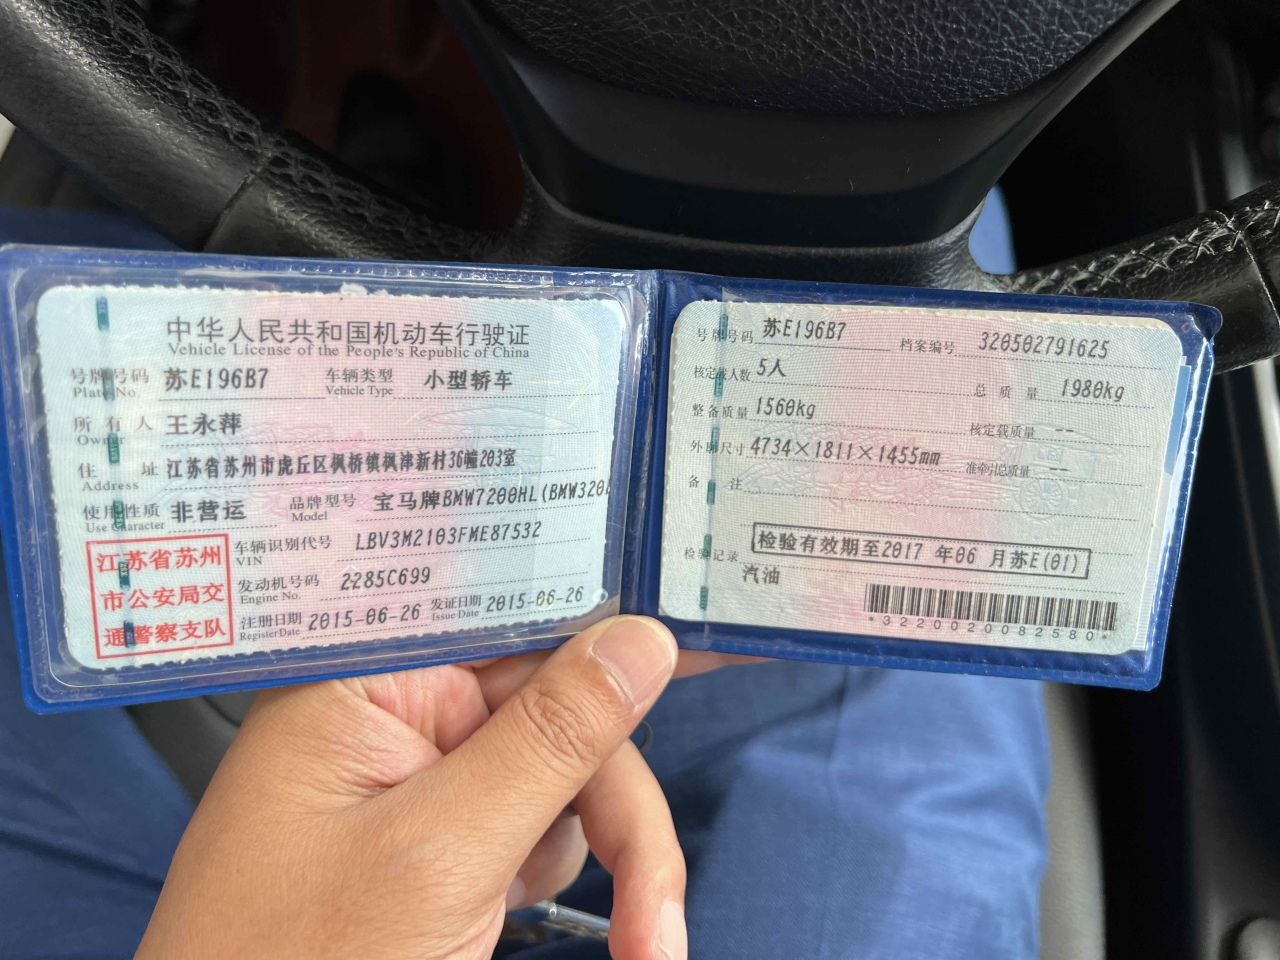 中华人民共和国机动车行驶证
Vehicle License of the People's Republic of China
号牌号码 苏E196B7 车辆类型 小型轿车
Plate No. Vehicle Type
所有人 王永萍
Owner
住址 江苏省苏州市虎丘区枫桥镇枫津新村36幢203室
Address
使用性质 非营运 品牌型号 宝马牌BMW7200HL(BMW320
Use Character Model
江苏省苏州
市公安局交
通警察支队
车辆识别代号 LBV3M2103FME87532
VIN
发动机号码 2285C699
Engine No.
注册日期 2015-06-26 发证日期 2015-06-26
Register Date Issue Date
号牌号码 苏E196B7 档案编号 320502791625
核定载人数 5人 总质量 1980kg
整备质量 1560kg 核定载质量 --
外廓尺寸 4734×1811×1455mm 准牵引总质量 --
备注
检验记录 检验有效期至2017 年06 月苏E(01)
汽油
*3220020082580*